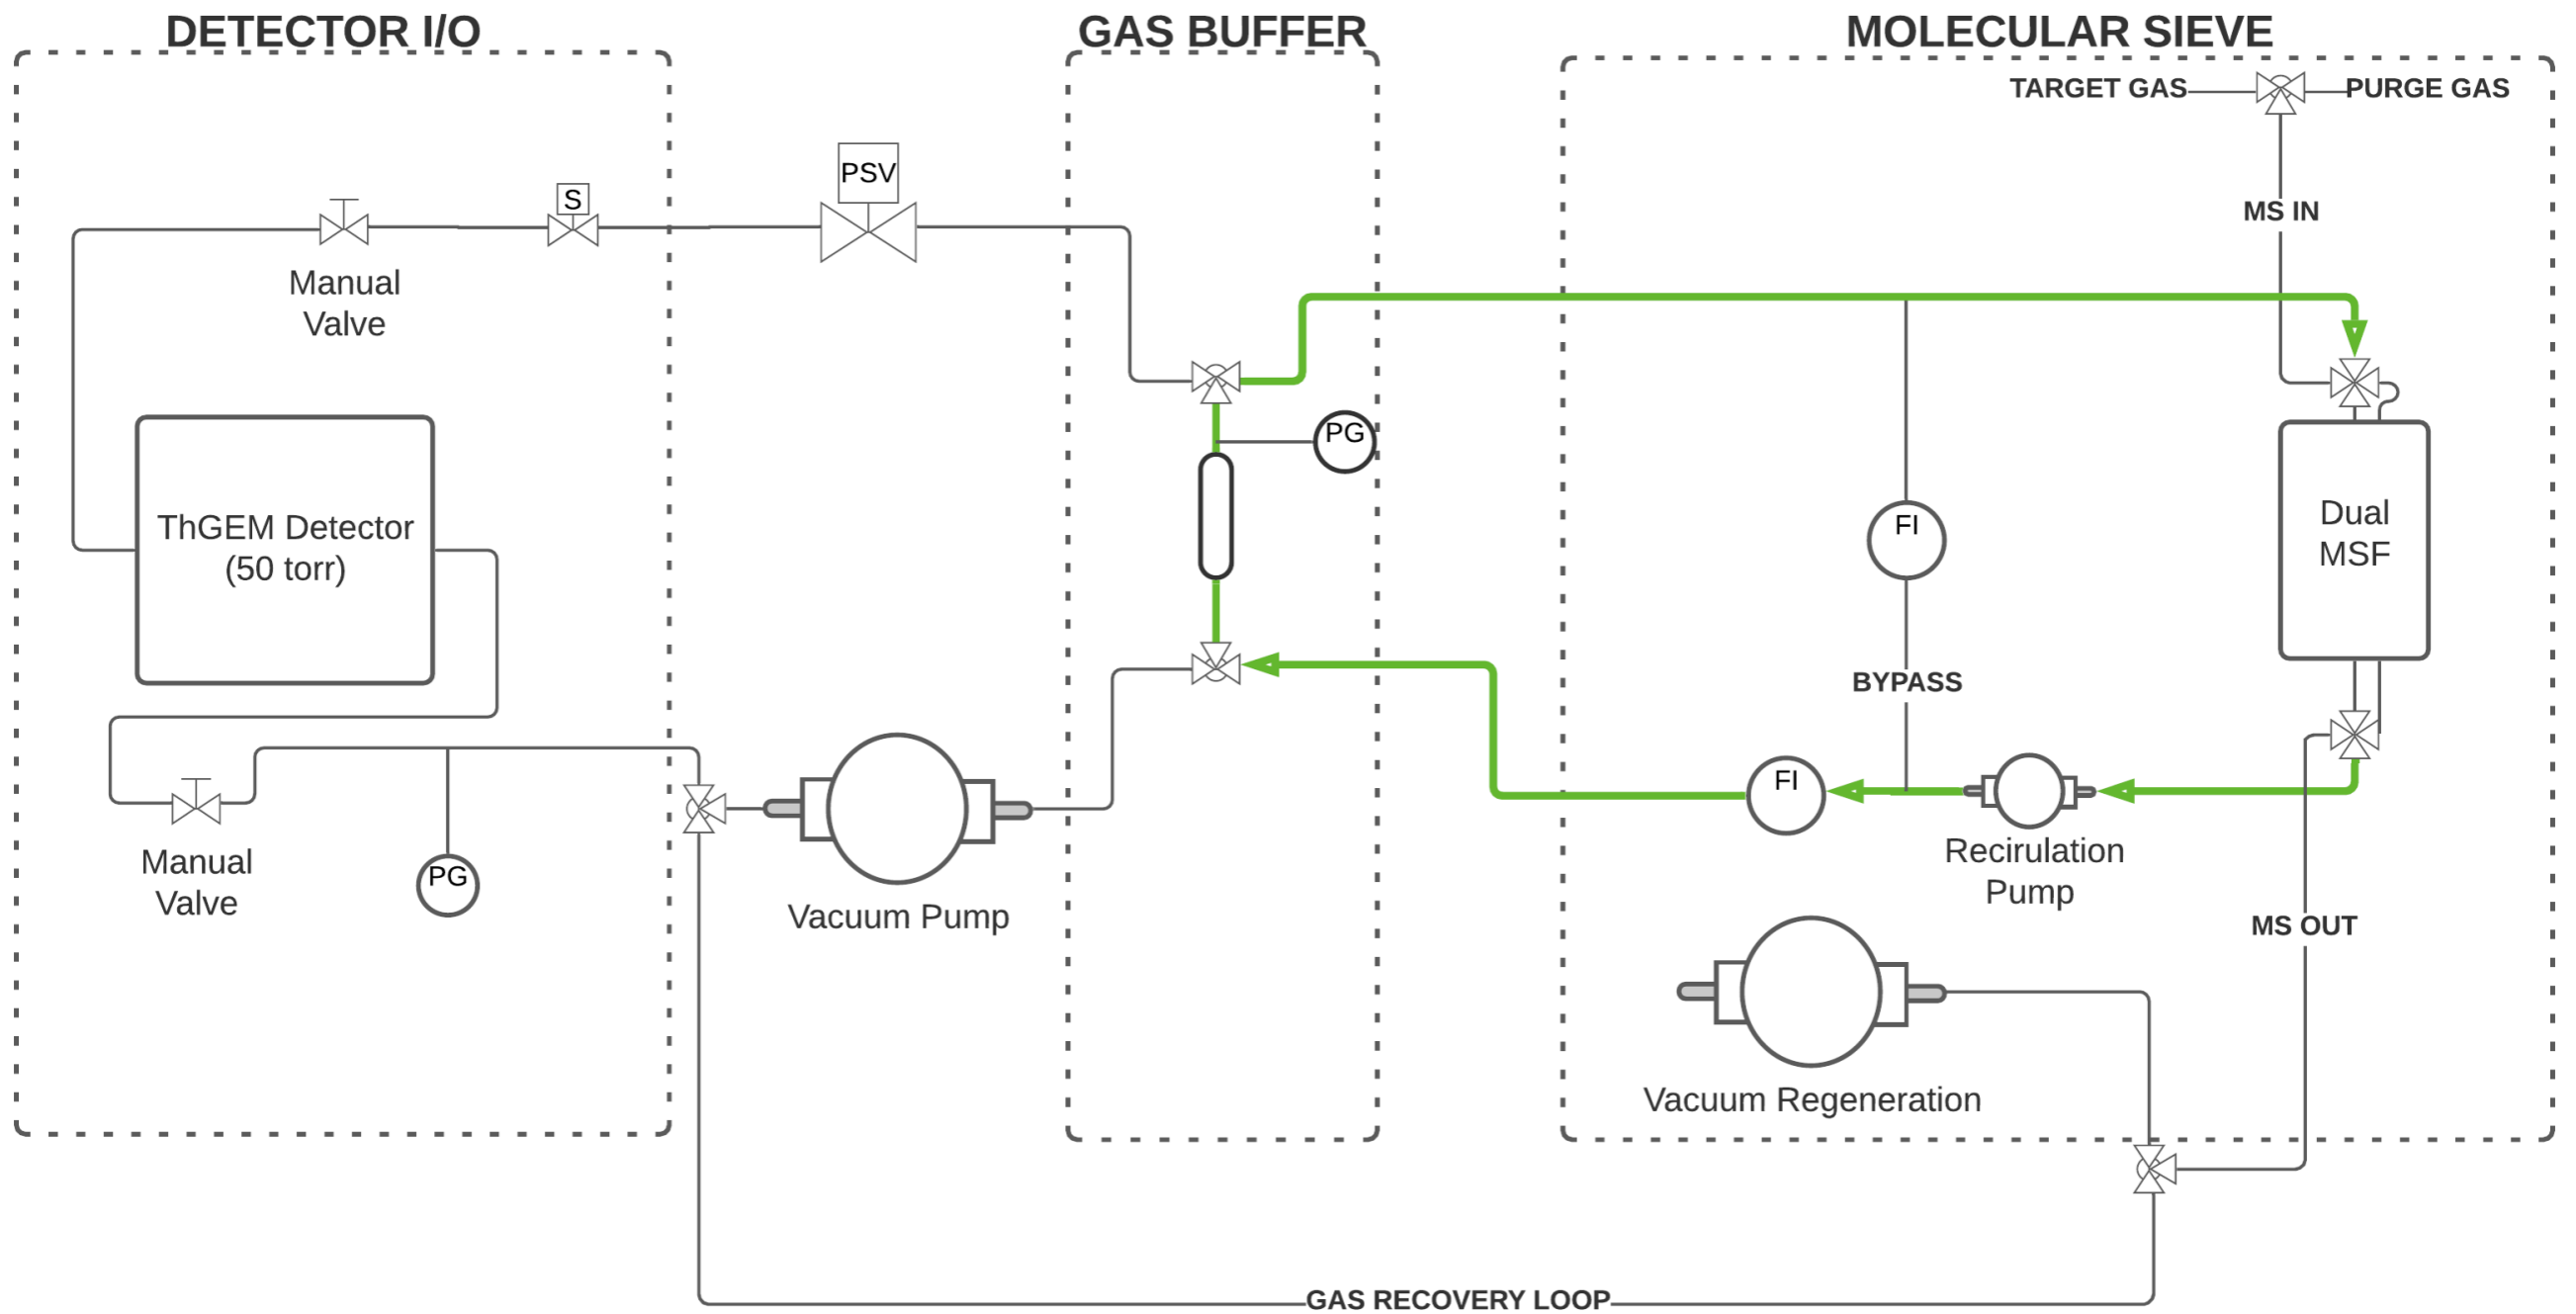 DETECTOR I/O
GAS BUFFER
MOLECULAR SIEVE
TARGET GAS
PURGE GAS
PSV
S
MS IN
Manual
Valve
PG
ThGEM Detector
(50 torr)
FI
Dual
MSF
BYPASS
FI
Manual
Valve
PG
Vacuum Pump
Recirulation
Pump
MS OUT
Vacuum Regeneration
GAS RECOVERY LOOP